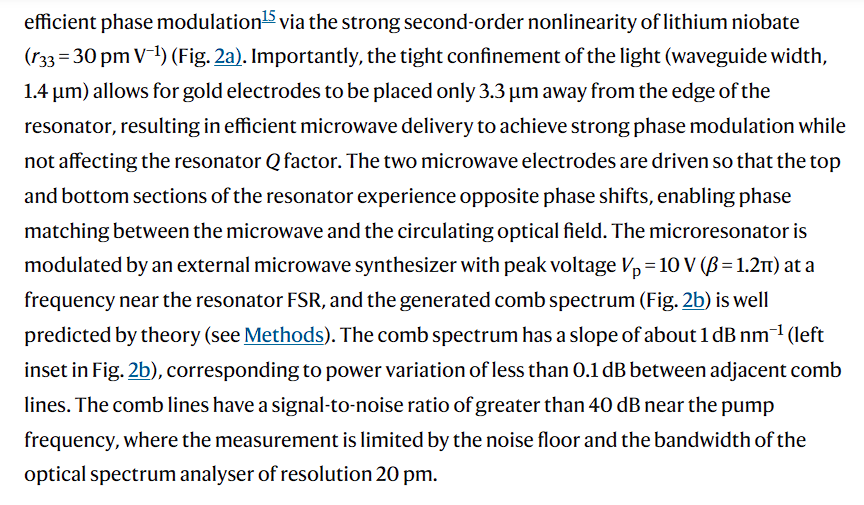 efficient phase modulation¹⁵ via the strong second-order nonlinearity of lithium niobate
(r₃₃ = 30 pm V⁻¹) (Fig. 2a). Importantly, the tight confinement of the light (waveguide width,
1.4 μm) allows for gold electrodes to be placed only 3.3 μm away from the edge of the
resonator, resulting in efficient microwave delivery to achieve strong phase modulation while
not affecting the resonator Q factor. The two microwave electrodes are driven so that the top
and bottom sections of the resonator experience opposite phase shifts, enabling phase
matching between the microwave and the circulating optical field. The microresonator is
modulated by an external microwave synthesizer with peak voltage Vₚ = 10 V (β = 1.2π) at a
frequency near the resonator FSR, and the generated comb spectrum (Fig. 2b) is well
predicted by theory (see Methods). The comb spectrum has a slope of about 1 dB nm⁻¹ (left
inset in Fig. 2b), corresponding to power variation of less than 0.1 dB between adjacent comb
lines. The comb lines have a signal-to-noise ratio of greater than 40 dB near the pump
frequency, where the measurement is limited by the noise floor and the bandwidth of the
optical spectrum analyser of resolution 20 pm.